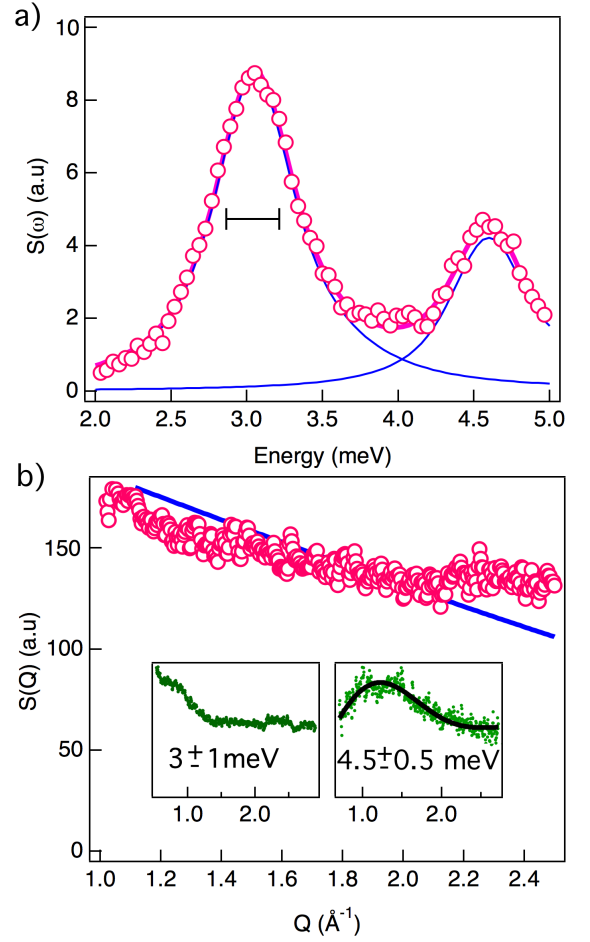 a)
10
8
6
4
2
0
S(ω) (a.u)
2.0 2.5 3.0 3.5 4.0 4.5 5.0
Energy (meV)
b)
150
100
50
0
S(Q) (a.u)
3±1meV
1.0 2.0
4.5±0.5 meV
1.0 2.0
1.0 1.2 1.4 1.6 1.8 2.0 2.2 2.4
Q (Å⁻¹)